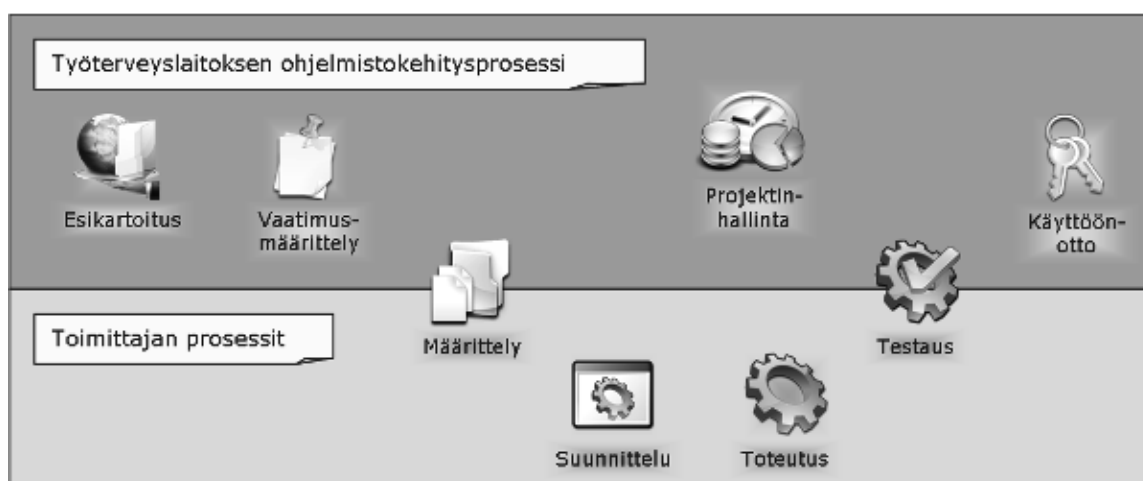 Työterveyslaitoksen ohjelmistokehitysprosessi
Esikartoitus
Vaatimus-
määrittely
Projektin-
hallinta
Käyttöön-
otto
Toimittajan prosessit
Määrittely
Testaus
Suunnittelu
Toteutus